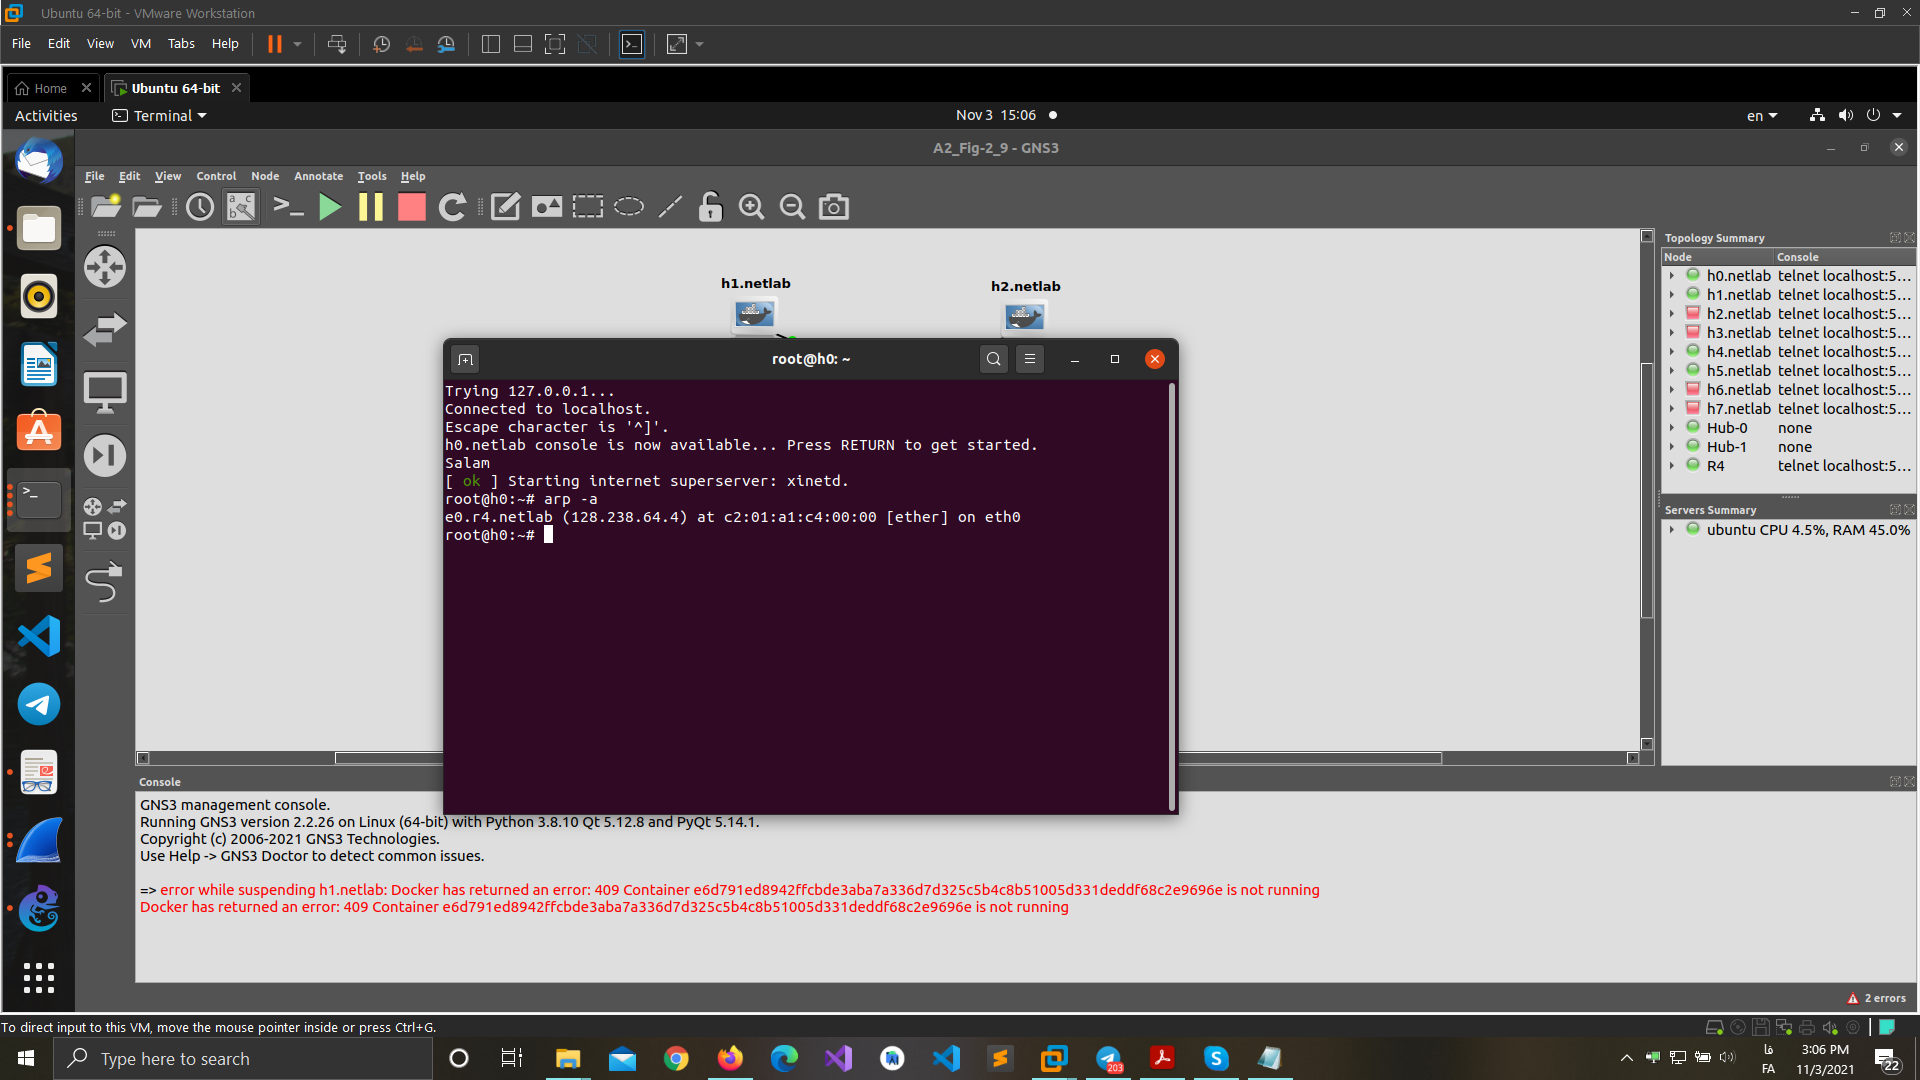 Ubuntu 64-bit - VMware Workstation
File Edit View VM Tabs Help
Home Ubuntu 64-bit
Activities Terminal Nov 3 15:06 en
A2_Fig-2_9 - GNS3
File Edit View Control Node Annotate Tools Help
h1.netlab
h2.netlab
root@h0: ~
Trying 127.0.0.1...
Connected to localhost.
Escape character is '^]'.
h0.netlab console is now available... Press RETURN to get started.
Salam
[ ok ] Starting internet superserver: xinetd.
root@h0:~# arp -a
e0.r4.netlab (128.238.64.4) at c2:01:a1:c4:00:00 [ether] on eth0
root@h0:~#
Topology Summary
Node Console
h0.netlab telnet localhost:5...
h1.netlab telnet localhost:5...
h2.netlab telnet localhost:5...
h3.netlab telnet localhost:5...
h4.netlab telnet localhost:5...
h5.netlab telnet localhost:5...
h6.netlab telnet localhost:5...
h7.netlab telnet localhost:5...
Hub-0 none
Hub-1 none
R4 telnet localhost:5...
Servers Summary
ubuntu CPU 4.5%, RAM 45.0%
Console
GNS3 management console.
Running GNS3 version 2.2.26 on Linux (64-bit) with Python 3.8.10 Qt 5.12.8 and PyQt 5.14.1.
Copyright (c) 2006-2021 GNS3 Technologies.
Use Help -> GNS3 Doctor to detect common issues.
=> error while suspending h1.netlab: Docker has returned an error: 409 Container e6d791ed8942ffcbde3aba7a336d7d325c5b4c8b51005d331deddf68c2e9696e is not running
Docker has returned an error: 409 Container e6d791ed8942ffcbde3aba7a336d7d325c5b4c8b51005d331deddf68c2e9696e is not running
2 errors
To direct input to this VM, move the mouse pointer inside or press Ctrl+G.
Type here to search
203
فا
FA
3:06 PM
11/3/2021
22